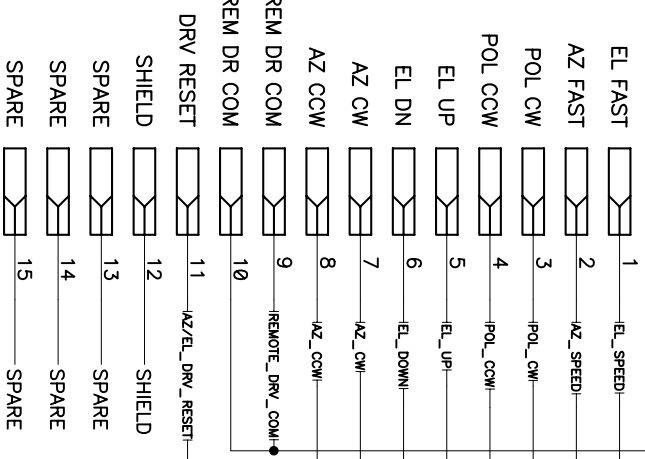 EL FAST 1 EL_SPEED
AZ FAST 2 AZ_SPEED
POL CW 3 POL_CW
POL CCW 4 POL_CCW
EL UP 5 EL_UP
EL DN 6 EL_DOWN
AZ CW 7 AZ_CW
AZ CCW 8 AZ_CCW
REM DR COM 9 REMOTE_DRV_COM
REM DR COM 10
DRV RESET 11 AZ/EL_DRV_RESET
SHIELD 12 SHIELD
SPARE 13 SPARE
SPARE 14 SPARE
SPARE 15 SPARE